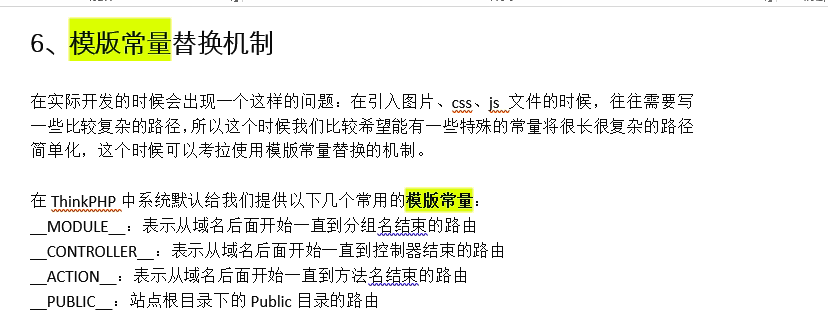 6、模版常量替换机制
在实际开发的时候会出现一个这样的问题：在引入图片、css、js 文件的时候，往往需要写
一些比较复杂的路径，所以这个时候我们比较希望能有一些特殊的常量将很长很复杂的路径
简单化，这个时候可以考拉使用模版常量替换的机制。
在 ThinkPHP 中系统默认给我们提供以下几个常用的模版常量：
__MODULE__：表示从域名后面开始一直到分组名结束的路由
__CONTROLLER__：表示从域名后面开始一直到控制器结束的路由
__ACTION__：表示从域名后面开始一直到方法名结束的路由
__PUBLIC__：站点根目录下的 Public 目录的路由